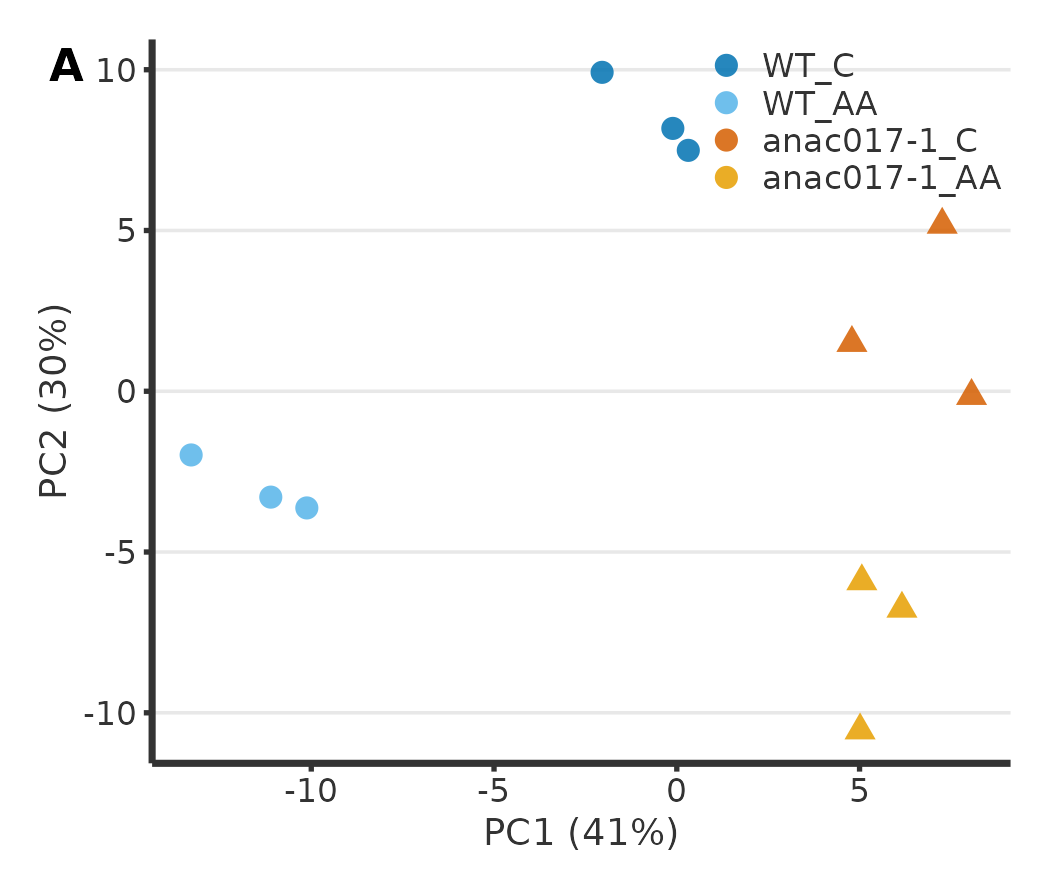 A
WT_C
WT_AA
anac017-1_C
anac017-1_AA
10
5
0
-5
-10
PC2 (30%)
-10
-5
0
5
PC1 (41%)